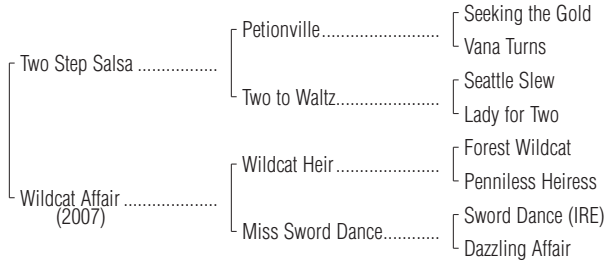 Seeking the Gold
Petionville......................
Vana Turns
Two Step Salsa .................
Seattle Slew
Two to Waltz.....................
Lady for Two
Forest Wildcat
Wildcat Heir .....................
Penniless Heiress
Wildcat Affair ....................
(2007)
Sword Dance (IRE)
Miss Sword Dance............
Dazzling Affair